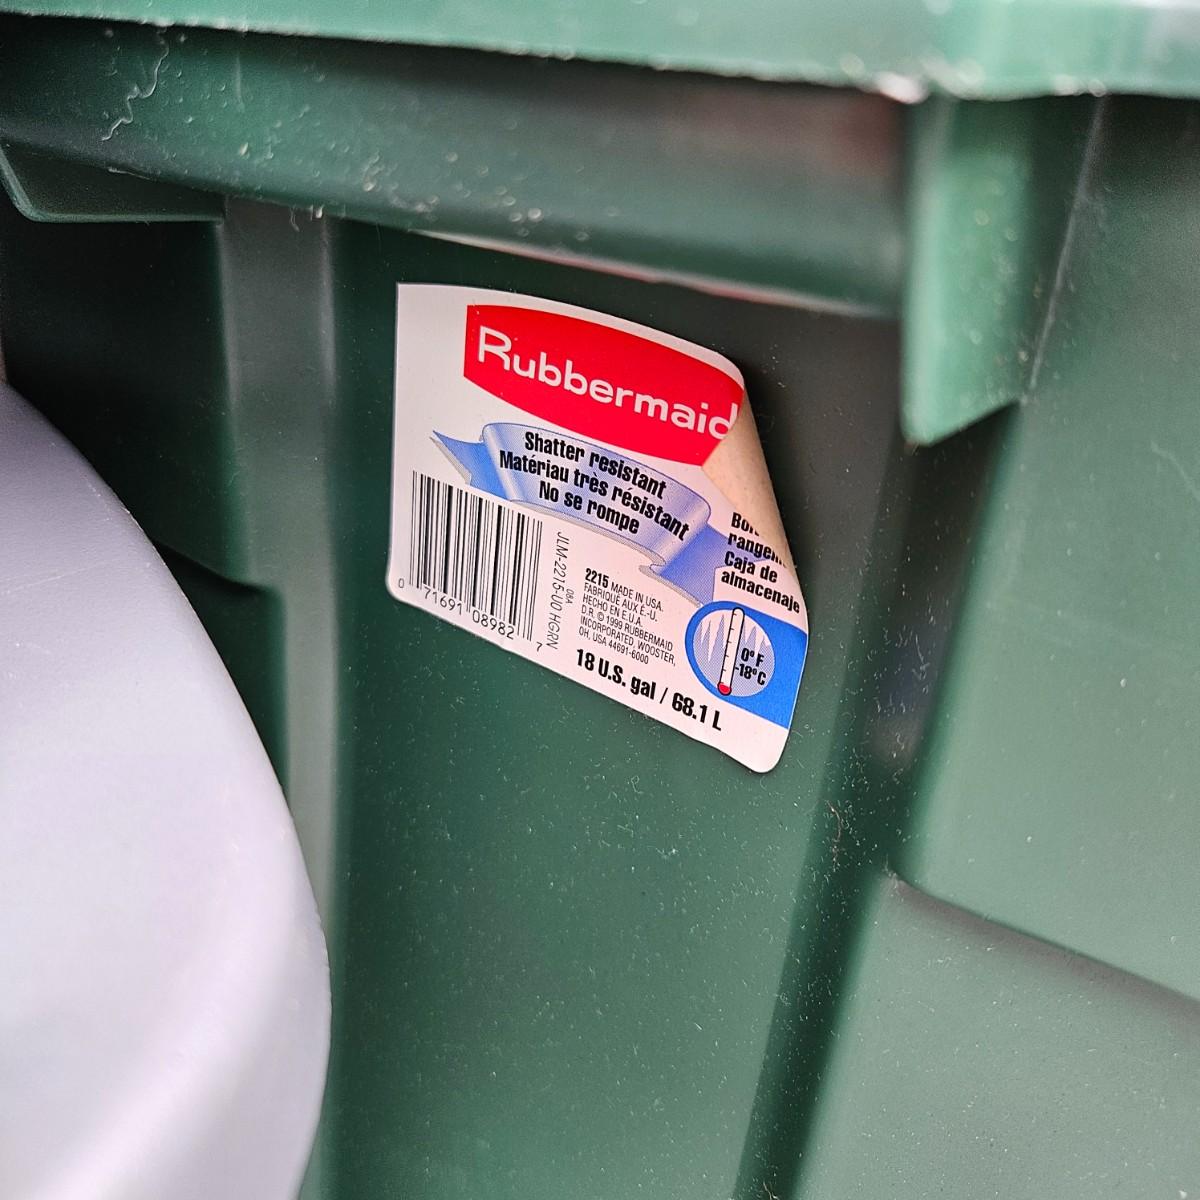 Rubbermaid
Shatter resistant
Matériau très résistant
No se rompe
Caja de
almacenaje
0 71691 08982 7
JLM-2215-U0 HGRN
08A
2215 MADE IN USA.
FABRIQUÉ AUX É.-U.
HECHO EN E.U.A.
D.R. © 1999 RUBBERMAID
INCORPORATED, WOOSTER,
OH, USA 44691-6000
0° F
-18°C
18 U.S. gal / 68.1 L